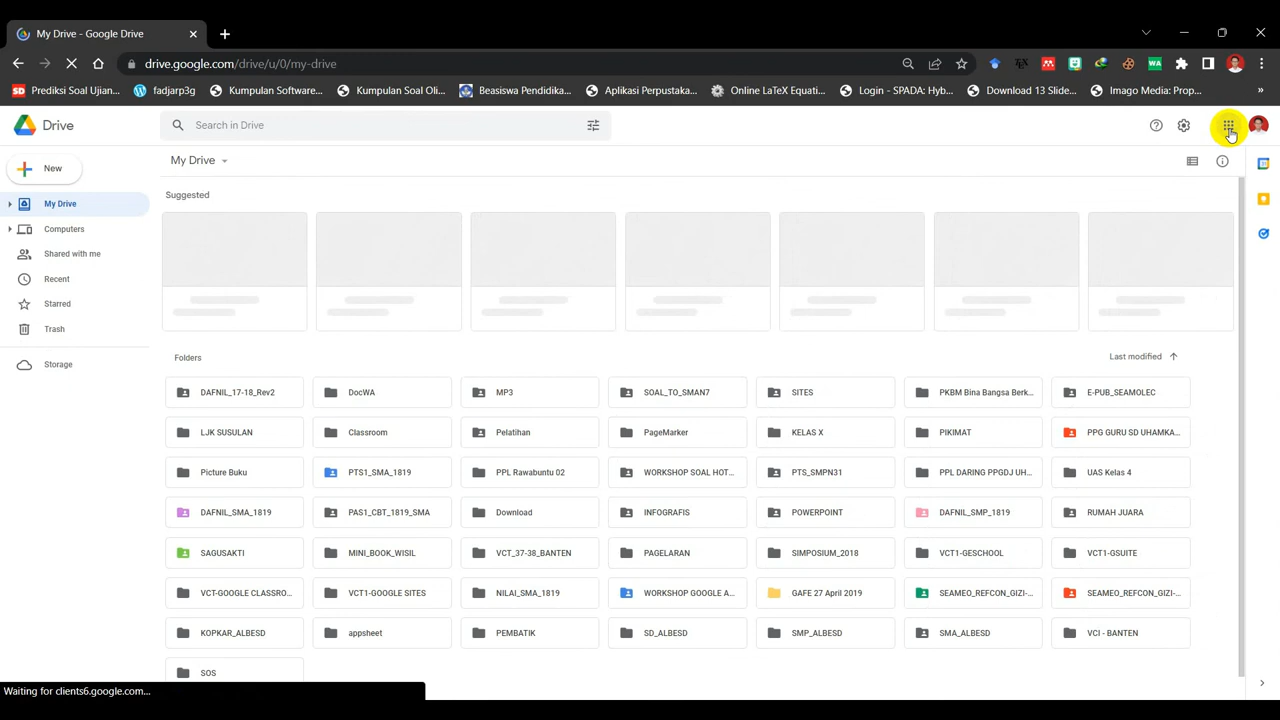 My Drive - Google Drive
drive.google.com/drive/u/0/my-drive
Prediksi Soal Ujian... fadjarp3g Kumpulan Software... Kumpulan Soal Oli... Beasiswa Pendidika... Aplikasi Perpustaka... Online LaTeX Equati... Login - SPADA: Hyb... Download 13 Slide... Imago Media: Prop... »
Drive
Search in Drive
New
My Drive
My Drive
Computers
Shared with me
Recent
Starred
Trash
Storage
Suggested
Folders Last modified
DAFNIL_17-18_Rev2 DocWA MP3 SOAL_TO_SMAN7 SITES PKBM Bina Bangsa Berk... E-PUB_SEAMOLEC
LJK SUSULAN Classroom Pelatihan PageMarker KELAS X PIKIMAT PPG GURU SD UHAMKA...
Picture Buku PTS1_SMA_1819 PPL Rawabuntu 02 WORKSHOP SOAL HOT... PTS_SMPN31 PPL DARING PPGDJ UH... UAS Kelas 4
DAFNIL_SMA_1819 PAS1_CBT_1819_SMA Download INFOGRAFIS POWERPOINT DAFNIL_SMP_1819 RUMAH JUARA
SAGUSAKTI MINI_BOOK_WISIL VCT_37-38_BANTEN PAGELARAN SIMPOSIUM_2018 VCT1-GESCHOOL VCT1-GSUITE
VCT-GOOGLE CLASSRO... VCT1-GOOGLE SITES NILAI_SMA_1819 WORKSHOP GOOGLE A... GAFE 27 April 2019 SEAMEO_REFCON_GIZI-... SEAMEO_REFCON_GIZI-...
KOPKAR_ALBESD appsheet PEMBATIK SD_ALBESD SMP_ALBESD SMA_ALBESD VCI - BANTEN
SOS
Waiting for clients6.google.com...